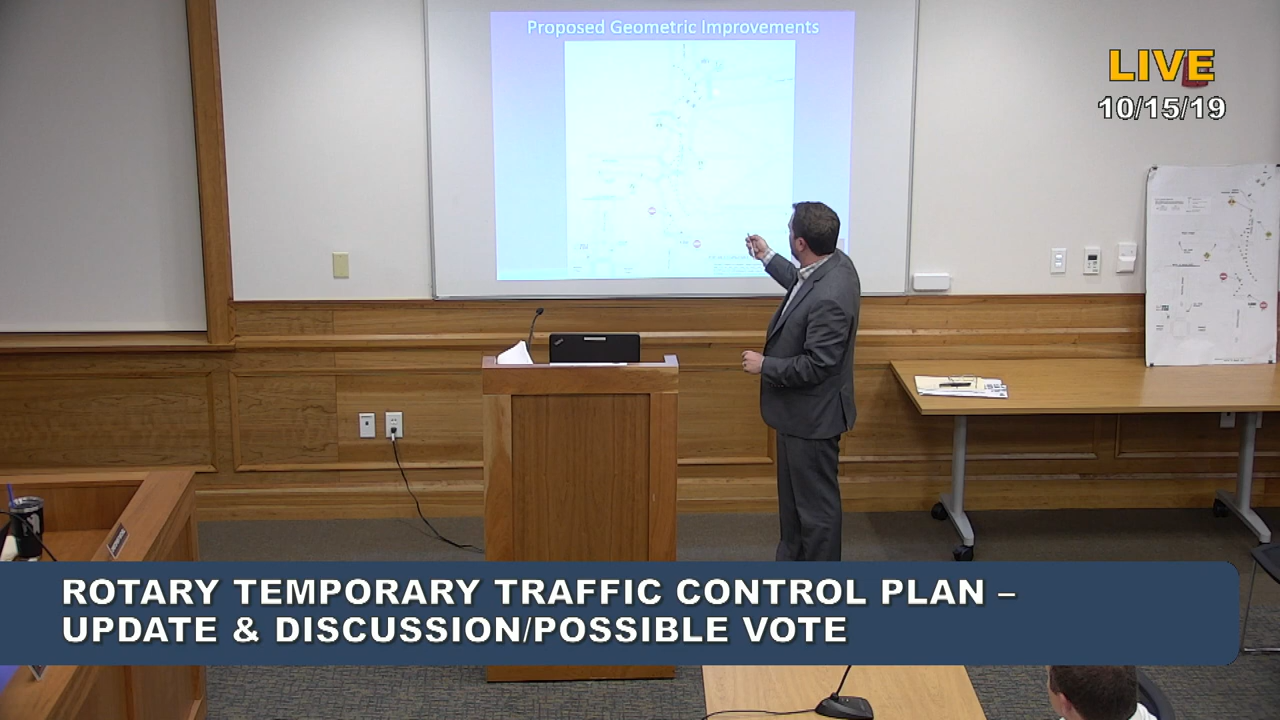 Proposed Geometric Improvements
LIVE
10/15/19
ROTARY TEMPORARY TRAFFIC CONTROL PLAN –
UPDATE & DISCUSSION/POSSIBLE VOTE